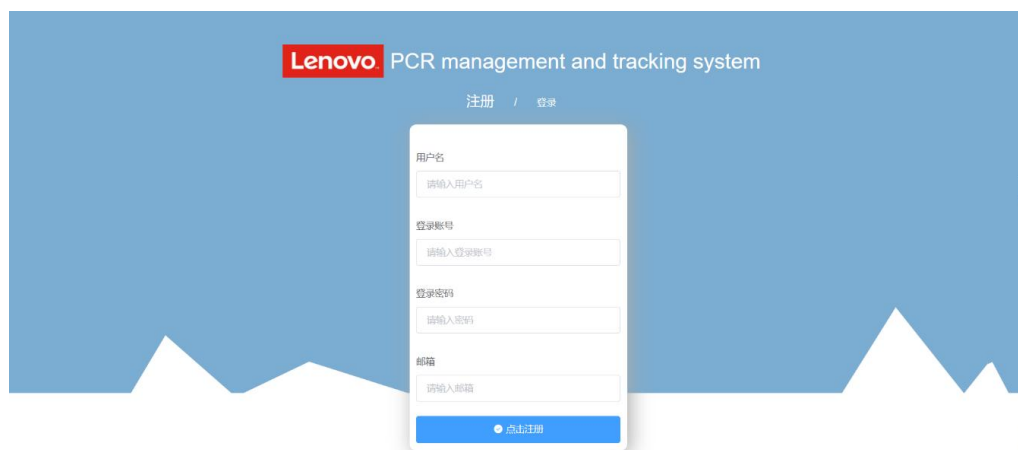 Lenovo. PCR management and tracking system
注册 / 登录
用户名
请输入用户名
登录账号
请输入登录账号
登录密码
请输入密码
邮箱
请输入邮箱
点击注册